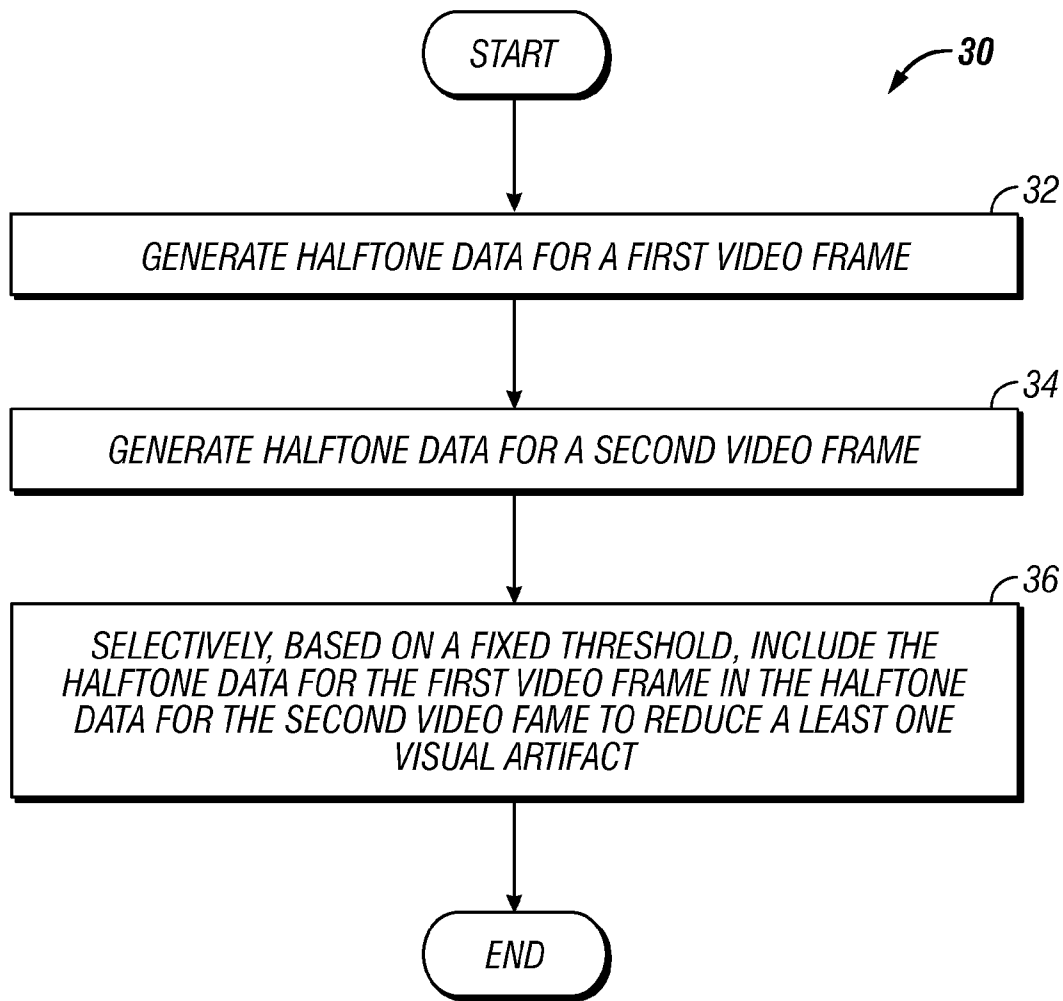 START
30
32
GENERATE HALFTONE DATA FOR A FIRST VIDEO FRAME
34
GENERATE HALFTONE DATA FOR A SECOND VIDEO FRAME
36
SELECTIVELY, BASED ON A FIXED THRESHOLD, INCLUDE THE
HALFTONE DATA FOR THE FIRST VIDEO FRAME IN THE HALFTONE
DATA FOR THE SECOND VIDEO FAME TO REDUCE A LEAST ONE
VISUAL ARTIFACT
END